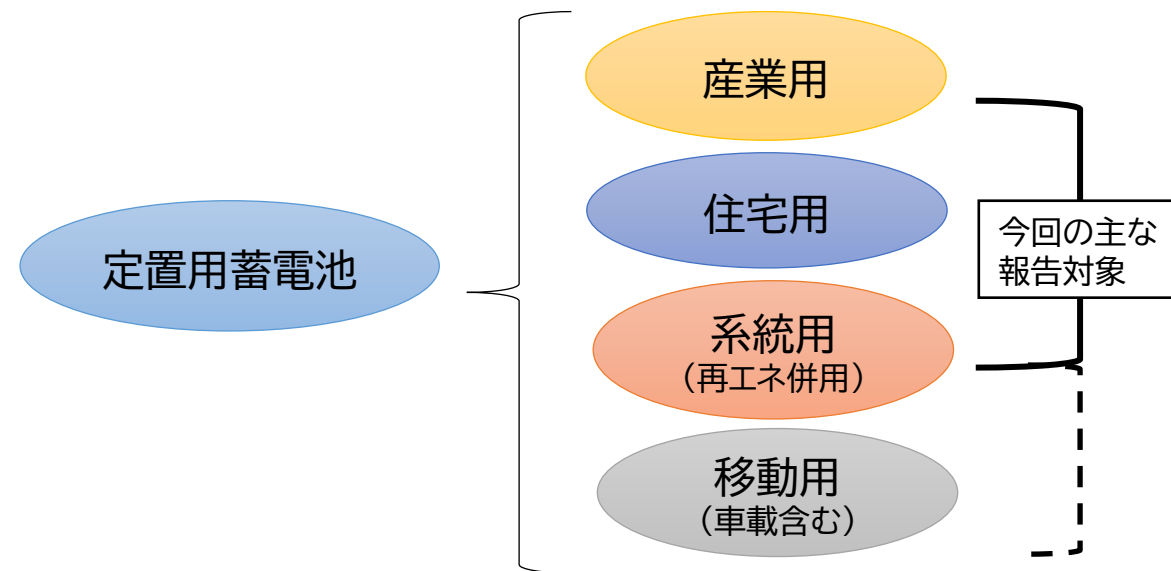 産業用
住宅用
定置用蓄電池
今回の主な
報告対象
系統用
（再エネ併用）
移動用
（車載含む）